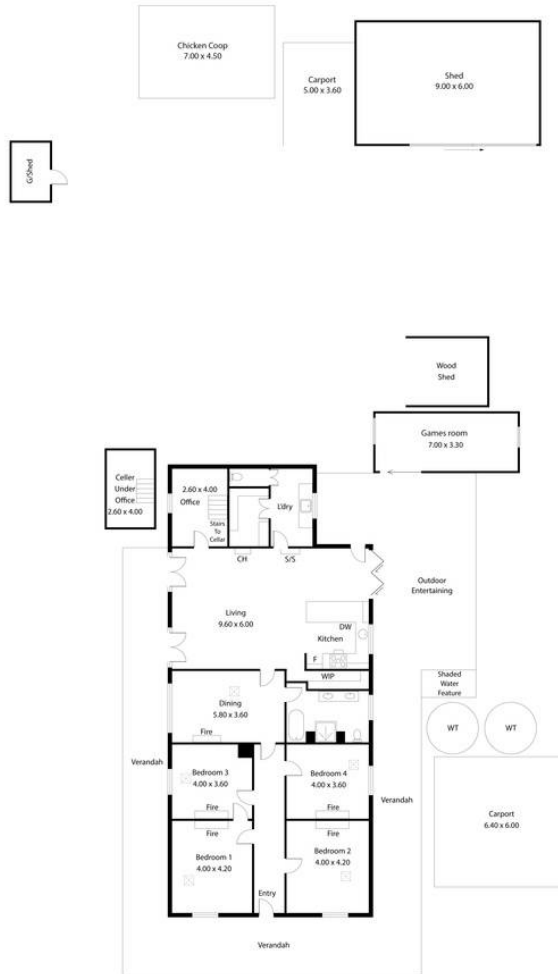 Chicken Coop
7.00 x 4.50
Carport
5.00 x 3.60
Shed
9.00 x 6.00
G/Shed
Wood
Shed
Games room
7.00 x 3.30
Celler
Under
Office
2.60 x 4.00
2.60 x 4.00
Office
Stairs
To
Cellar
L'dry
CH
S/S
Outdoor
Entertaining
Living
9.60 x 6.00
DW
Kitchen
F
WIP
Shaded
Water
Feature
Dining
5.80 x 3.60
Fire
WT
WT
Verandah
Bedroom 3
4.00 x 3.60
Fire
Bedroom 4
4.00 x 3.60
Fire
Verandah
Carport
6.40 x 6.00
Fire
Bedroom 1
4.00 x 4.20
Fire
Bedroom 2
4.00 x 4.20
Entry
Verandah